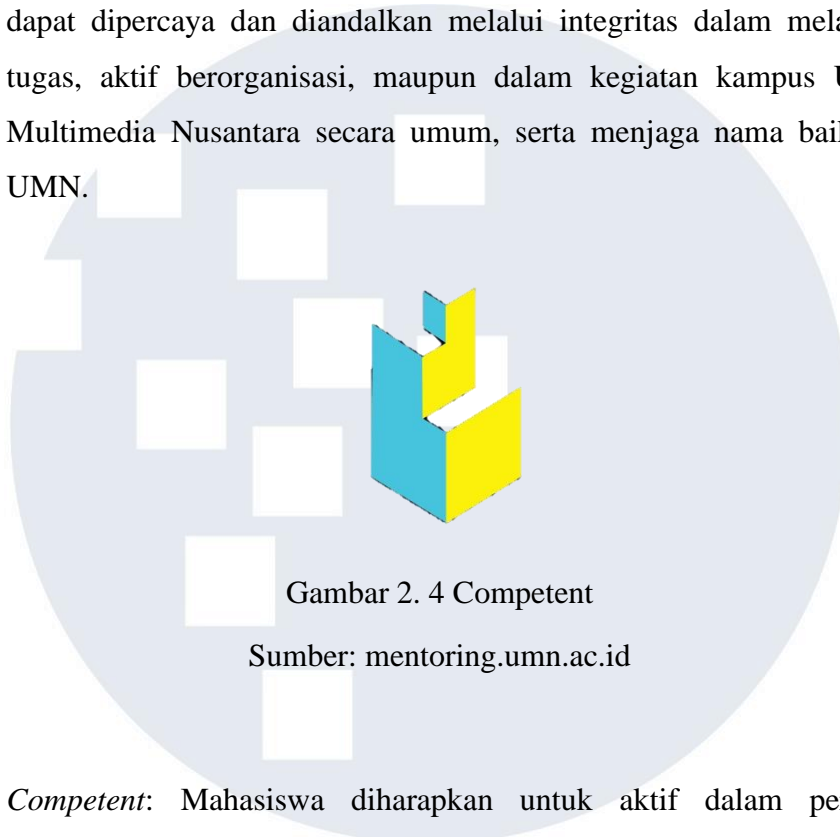 dapat dipercaya dan diandalkan melalui integritas dalam
tugas, aktif berorganisasi, maupun dalam kegiatan kampus
Multimedia Nusantara secara umum, serta menjaga nama
UMN.
Gambar 2. 4 Competent
Sumber: mentoring.umn.ac.id
Competent: Mahasiswa diharapkan untuk aktif dalam